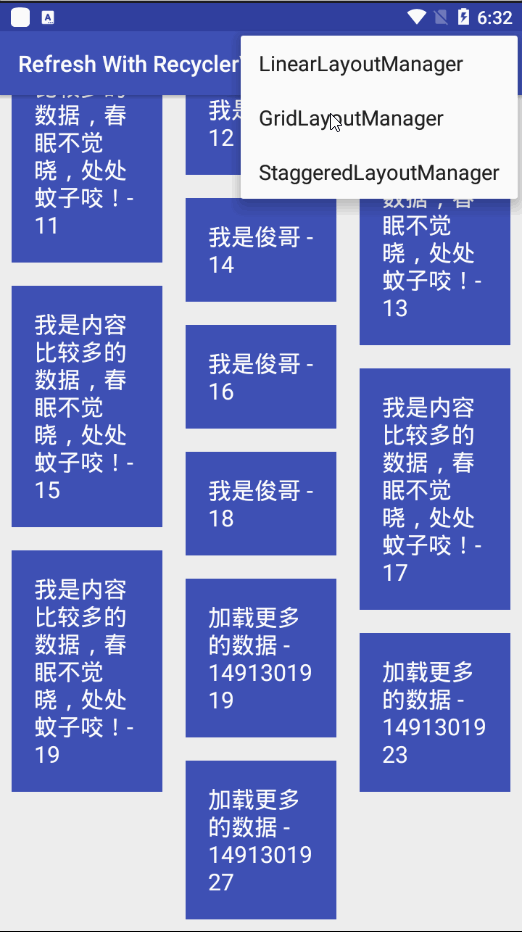 A
6:32
Refresh With Recycler
LinearLayoutManager
GridLayoutManager
StaggeredLayoutManager
数据，春
眠不觉
晓，处处
蚊子咬！-
11
我是内容
比较多的
数据，春
眠不觉
晓，处处
蚊子咬！-
15
我是内容
比较多的
数据，春
眠不觉
晓，处处
蚊子咬！-
19
我是
12
我是俊哥 -
14
我是俊哥 -
16
我是俊哥 -
18
加载更多
的数据 -
14913019
19
加载更多
的数据 -
14913019
27
数据，春
眠不觉
晓，处处
蚊子咬！-
13
我是内容
比较多的
数据，春
眠不觉
晓，处处
蚊子咬！-
17
加载更多
的数据 -
14913019
23